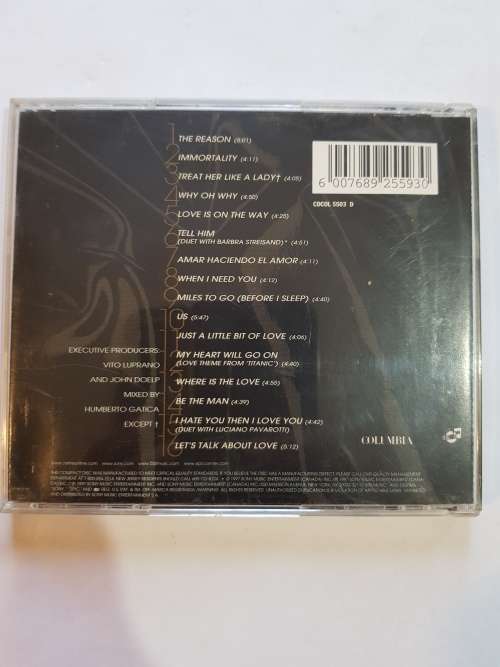 THE REASON (5:01)
IMMORTALITY (4:11)
TREAT HER LIKE A LADY† (4:05)
WHY OH WHY (4:50)
LOVE IS ON THE WAY (4:25)
TELL HIM
(DUET WITH BARBRA STREISAND)* (4:51)
AMAR HACIENDO EL AMOR (4:11)
WHEN I NEED YOU (4:12)
MILES TO GO (BEFORE I SLEEP) (4:40)
US (5:47)
JUST A LITTLE BIT OF LOVE (4:06)
MY HEART WILL GO ON
(LOVE THEME FROM 'TITANIC') (4:40)
WHERE IS THE LOVE (4:55)
BE THE MAN (4:39)
I HATE YOU THEN I LOVE YOU (4:42)
(DUET WITH LUCIANO PAVAROTTI)
LET'S TALK ABOUT LOVE (5:12)
EXECUTIVE PRODUCERS:
VITO LUPRANO
AND JOHN DOELP
MIXED BY
HUMBERTO GATICA
EXCEPT †
6 007689 255930
CDCOL 5503 D
COLUMBIA